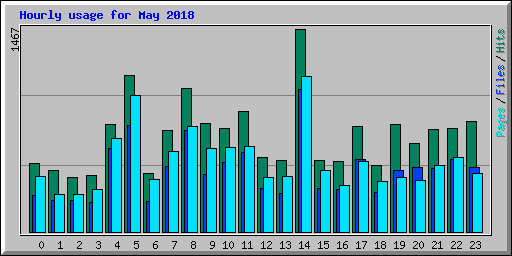 Hourly usage for May 2018
1467
Pages/Files/Hits
0 1 2 3 4 5 6 7 8 9 10 11 12 13 14 15 16 17 18 19 20 21 22 23